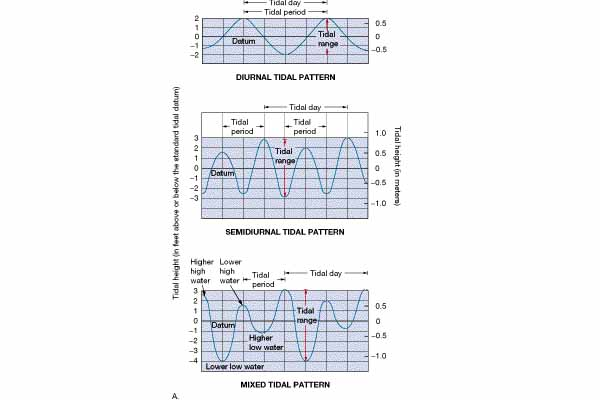 Tidal day
Tidal period
2
1
0
−1
2
Datum
Tidal
range
0.5
0
−0.5
DIURNAL TIDAL PATTERN
Tidal day
Tidal
period
Tidal
period
3
2
1
0
−1
−2
−3
Datum
Tidal
range
1.0
0.5
0
−0.5
−1.0
SEMIDIURNAL TIDAL PATTERN
Tidal height (in feet above or below the standard tidal datum)
Tidal height (in meters)
Higher
high
water
Lower
high
water
Tidal
period
Tidal day
3
2
1
0
−1
−2
−3
−4
Datum
Higher
low water
Tidal
range
Lower low water
0.5
0
−0.5
−1.0
MIXED TIDAL PATTERN
A.